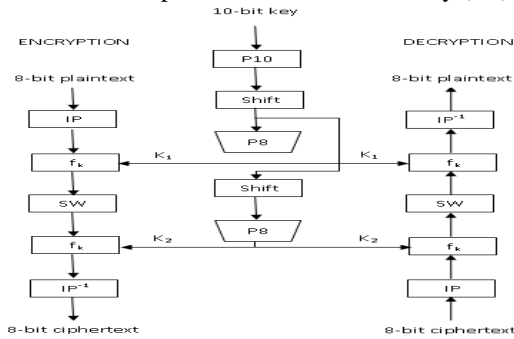 10-bit key
ENCRYPTION
DECRYPTION
P10
8-bit plaintext
8-bit plaintext
Shift
IP
IP⁻¹
P8
K₁
K₁
fₖ
fₖ
Shift
SW
SW
P8
K₂
K₂
fₖ
fₖ
IP⁻¹
IP
8-bit ciphertext
8-bit ciphertext